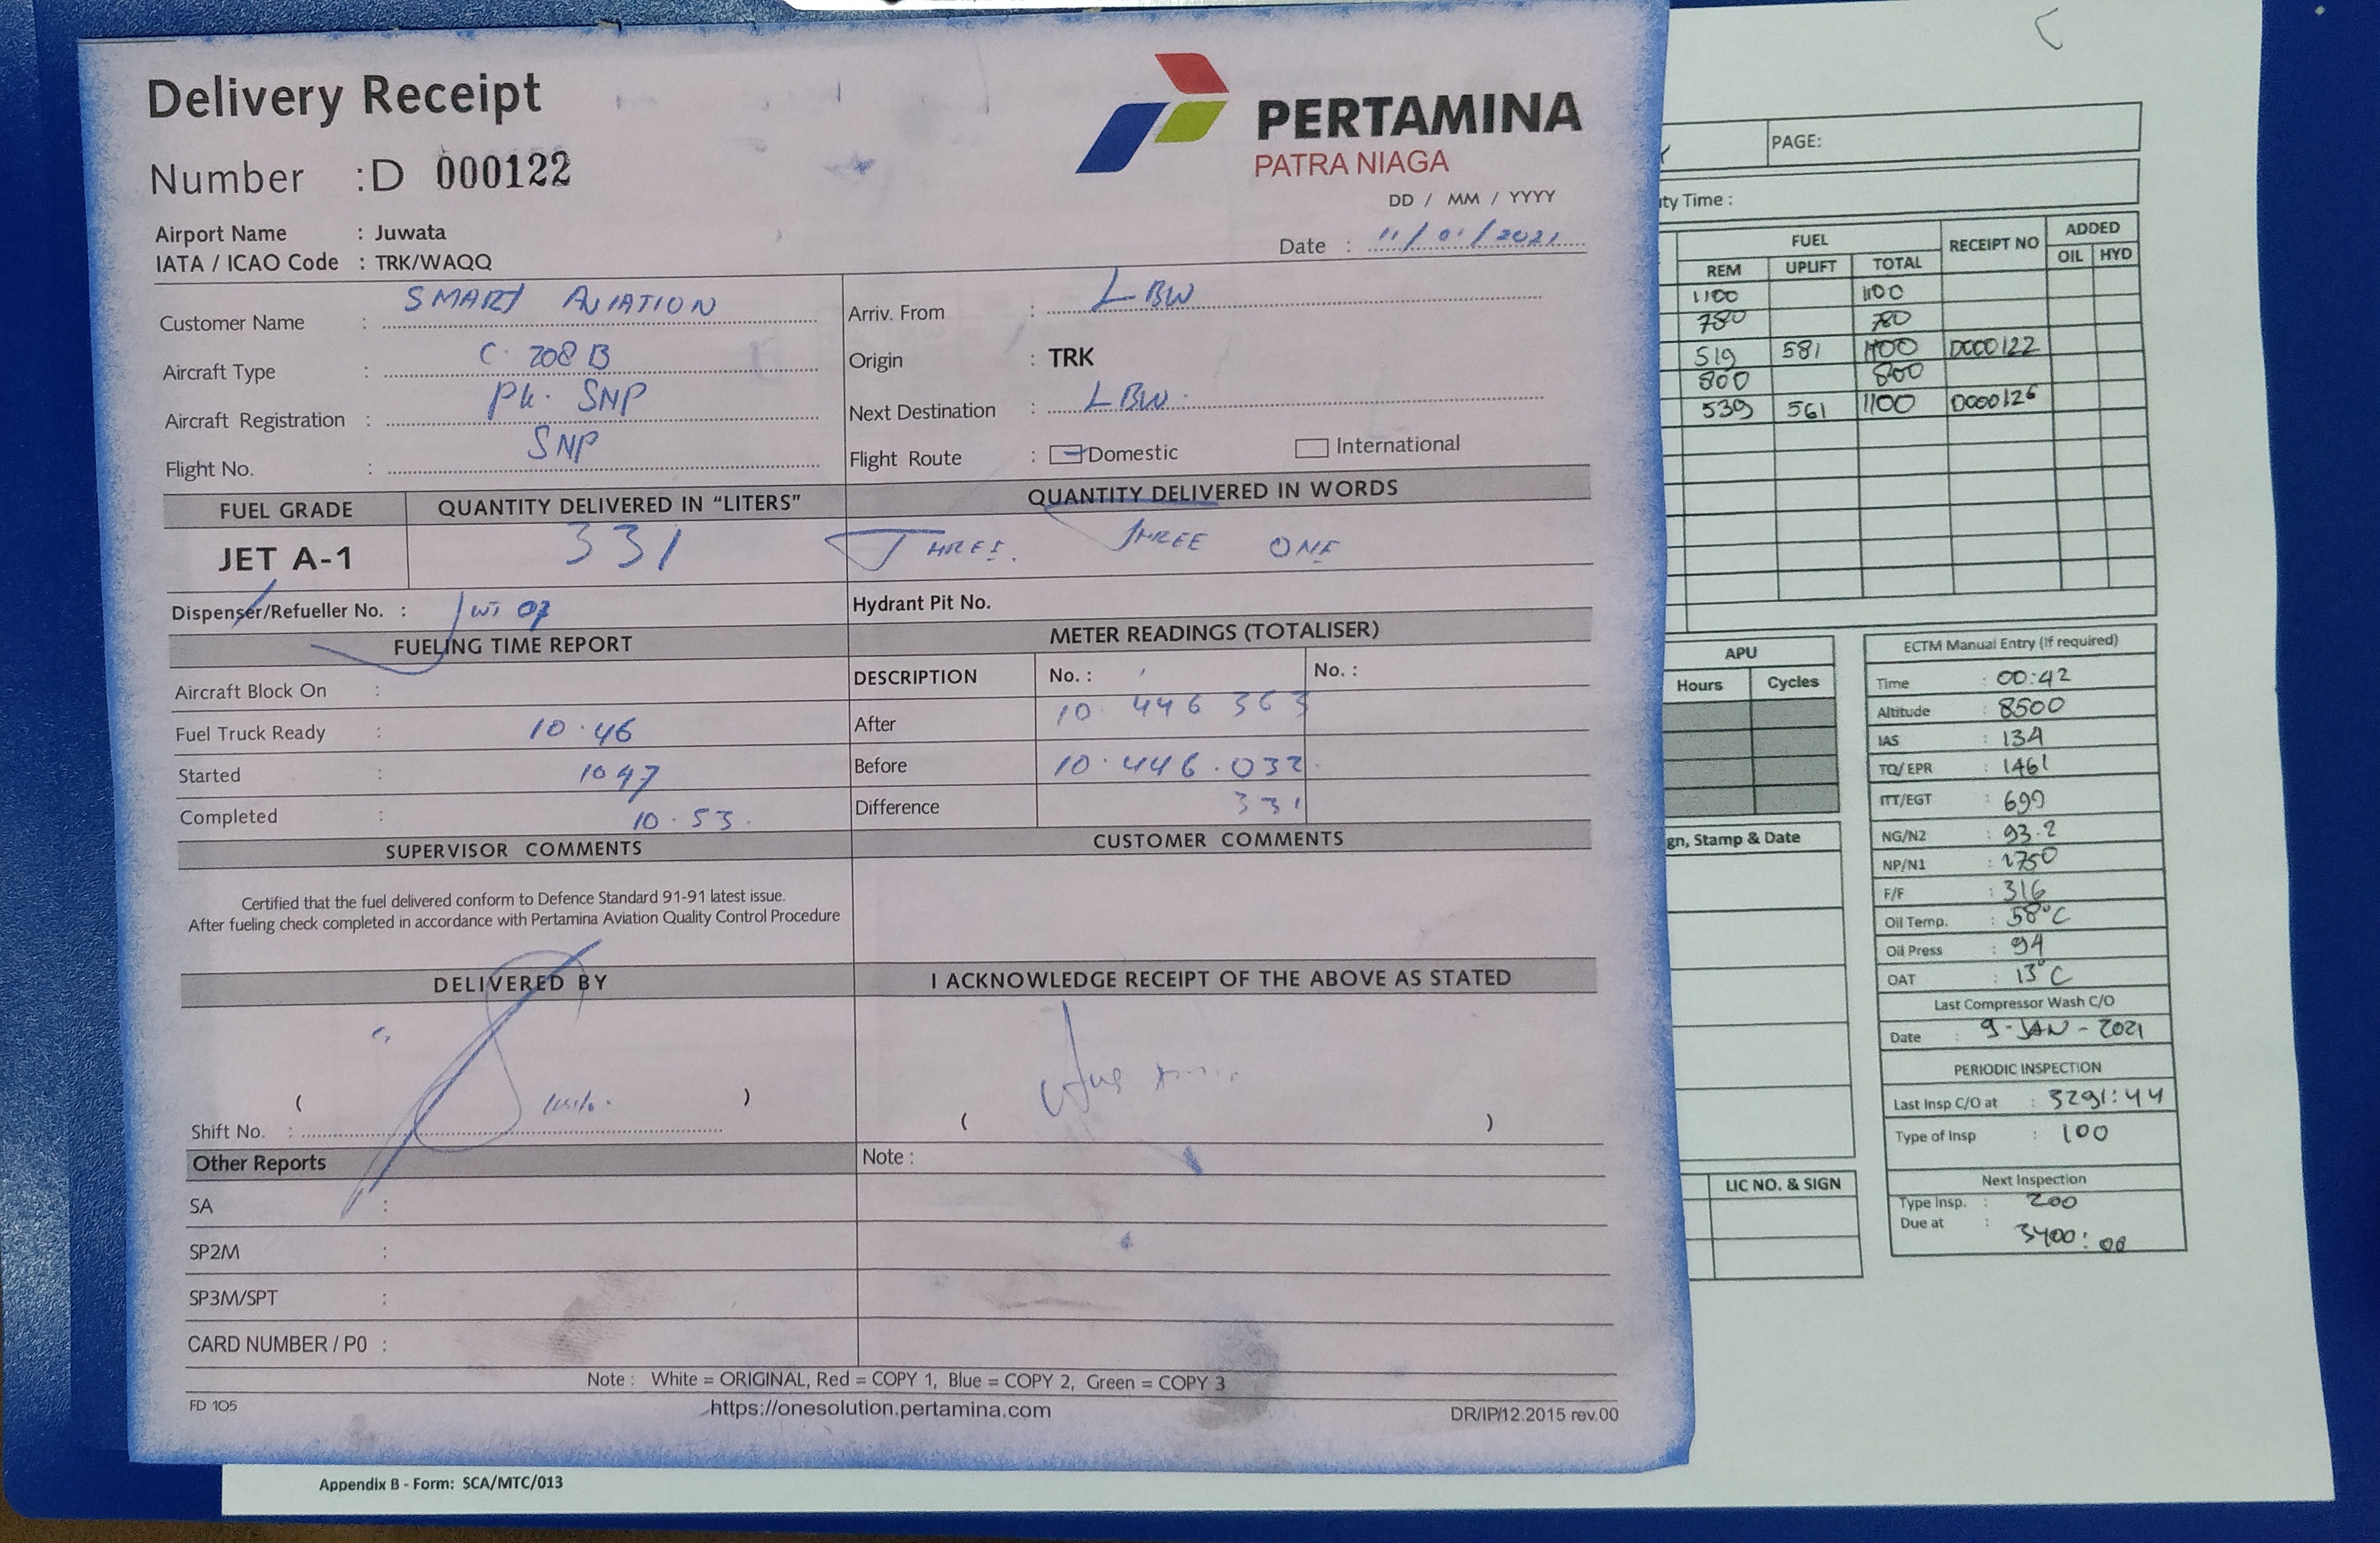 Delivery Receipt
Number : D 000122
PERTAMINA
PATRA NIAGA
DD / MM / YYYY
Date : 11/01/2021
Airport Name : Juwata
IATA / ICAO Code : TRK/WAQQ
Customer Name : SMART AVIATION
Aircraft Type : C 208 B
Aircraft Registration : PK. SNP
Flight No. : SNP
Arriv. From : LBW
Origin : TRK
Next Destination : LBW
Flight Route : Domestic International
FUEL GRADE QUANTITY DELIVERED IN "LITERS" QUANTITY DELIVERED IN WORDS
JET A-1 331 THREE THREE ONE
Dispenser/Refueller No. :
Hydrant Pit No.
FUELING TIME REPORT
Aircraft Block On :
Fuel Truck Ready : 10.46
Started : 1047
Completed : 10.53.
METER READINGS (TOTALISER)
DESCRIPTION No. : No. :
After 10 446 363
Before 10.446.032
Difference 331
SUPERVISOR COMMENTS
CUSTOMER COMMENTS
Certified that the fuel delivered conform to Defence Standard 91-91 latest issue.
After fueling check completed in accordance with Pertamina Aviation Quality Control Procedure
DELIVERED BY
I ACKNOWLEDGE RECEIPT OF THE ABOVE AS STATED
( )
( )
Shift No. :
Other Reports
Note :
SA :
SP2M :
SP3M/SPT :
CARD NUMBER / P0 :
Note : White = ORIGINAL, Red = COPY 1, Blue = COPY 2, Green = COPY 3
FD 105
https://onesolution.pertamina.com
DR/IP/12.2015 rev.00
Appendix B - Form: SCA/MTC/013
PAGE:
ity Time :
FUEL RECEIPT NO ADDED
REM UPLIFT TOTAL OIL HYD
1100 1100
780 780
519 581 1100 D000122
800 800
539 561 1100 D000126
APU
Hours Cycles
gn, Stamp & Date
LIC NO. & SIGN
ECTM Manual Entry (if required)
Time : 00:42
Altitude : 8500
IAS : 134
TQ/EPR : 1461
ITT/EGT : 699
NG/N2 : 93.2
NP/N1 : 1750
F/F : 316
Oil Temp. : 58°C
Oil Press : 94
OAT : 13°C
Last Compressor Wash C/O
Date : 9-JAN-2021
PERIODIC INSPECTION
Last Insp C/O at : 3291:44
Type of Insp : 100
Next Inspection
Type Insp. : 200
Due at : 3400:00